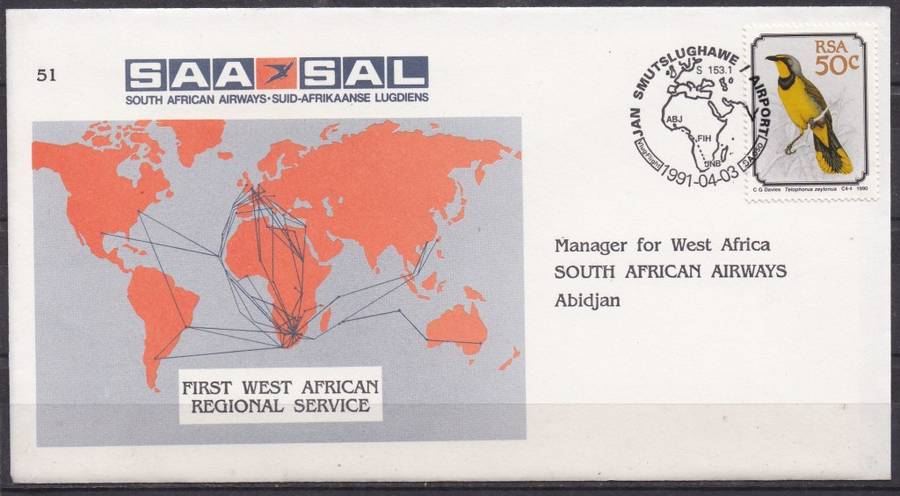 51
SAA SAL
SOUTH AFRICAN AIRWAYS·SUID-AFRIKAANSE LUGDIENS
FIRST WEST AFRICAN
REGIONAL SERVICE
JAN SMUTSLUGHAWE / AIRPORT
S 153.1
ABJ
FIH
JNB
Vlug/Flight
1991-04-03
RSA
50c
C G Davies Telophorus zeylonus C4-4 1990
Manager for West Africa
SOUTH AFRICAN AIRWAYS
Abidjan